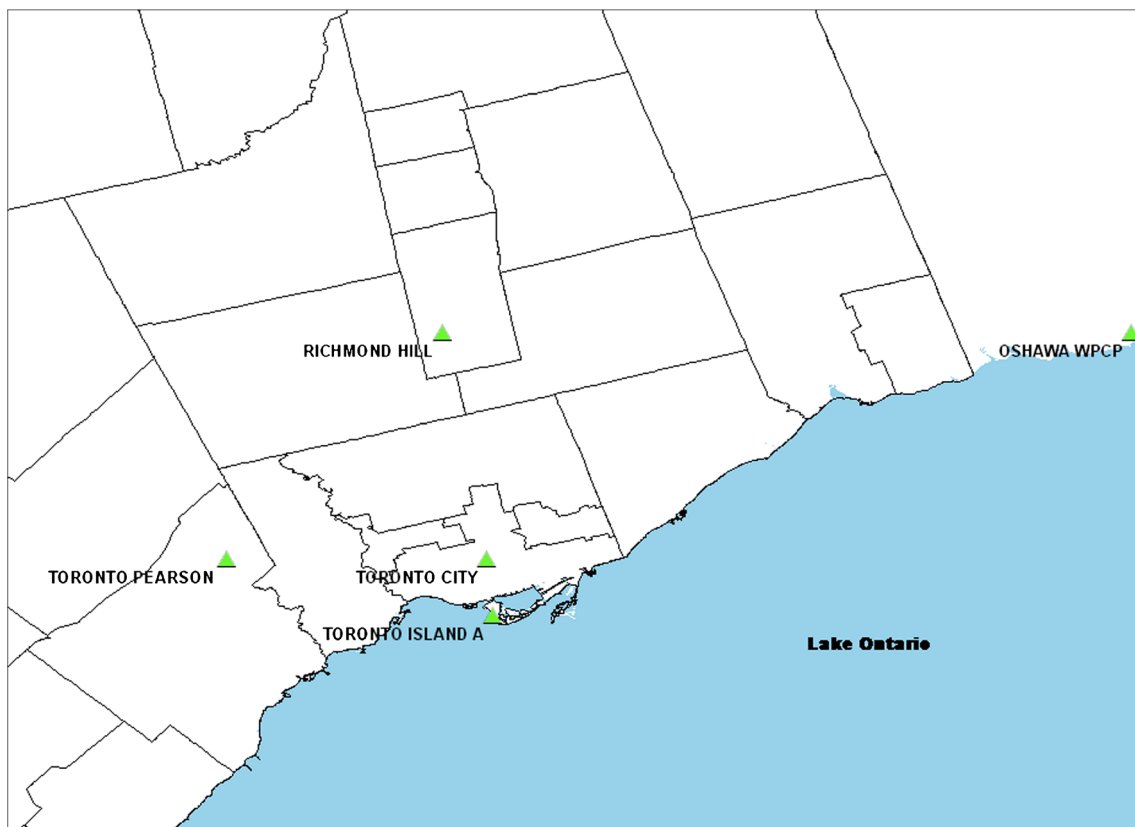 RICHMOND HILL
OSHAWA WPCP
TORONTO PEARSON
TORONTO CITY
TORONTO ISLAND A
Lake Ontario